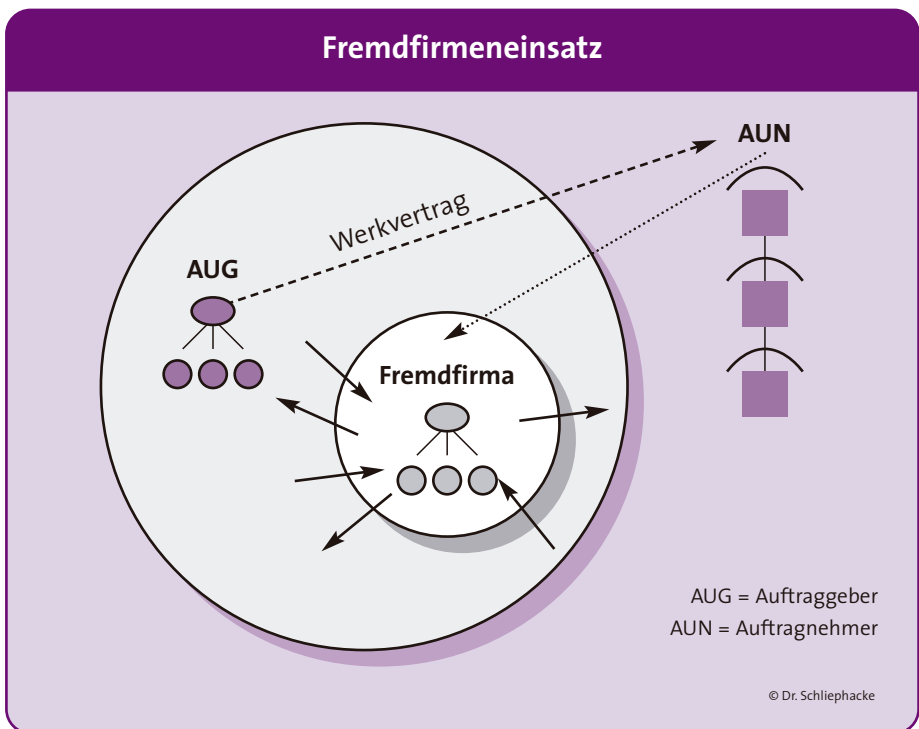 Fremdfirmeneinsatz
AUN
Werkvertrag
AUG
Fremdfirma
AUG = Auftraggeber
AUN = Auftragnehmer
© Dr. Schliephacke